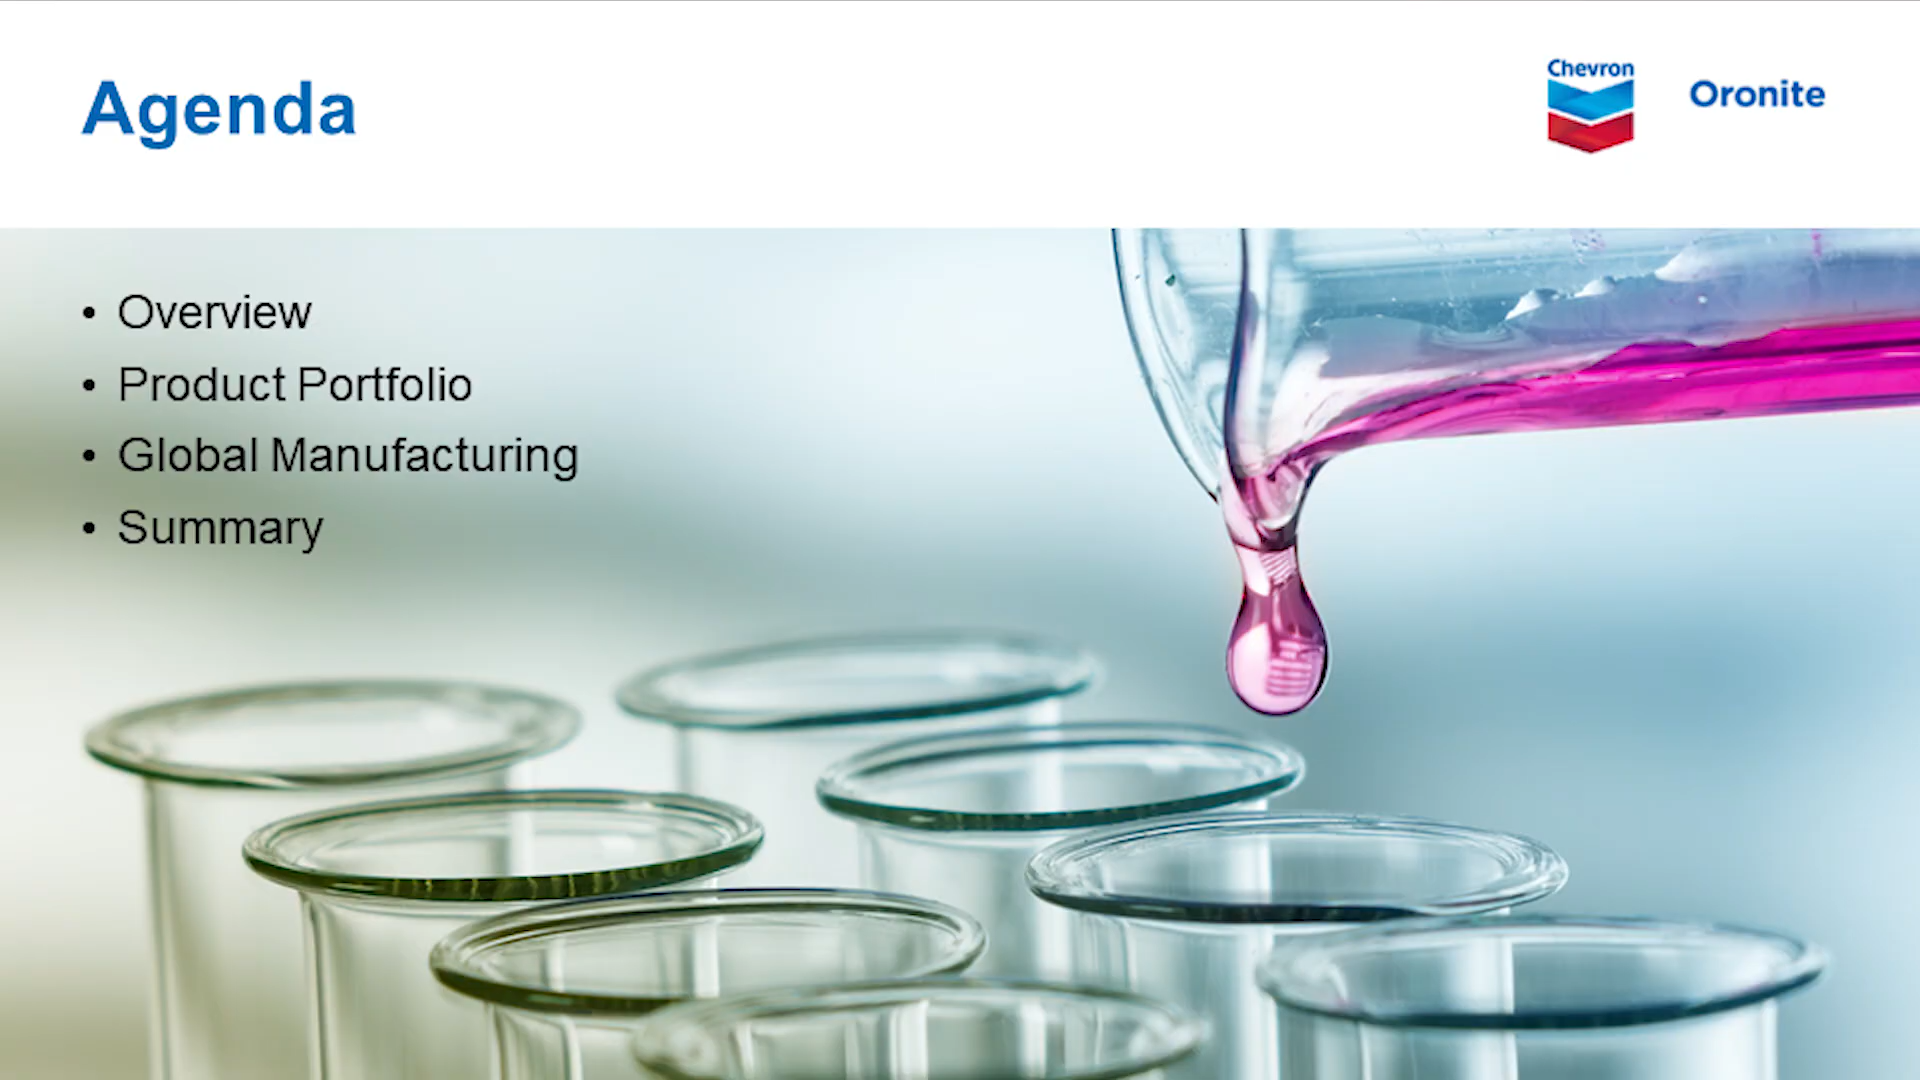 Agenda
Chevron
Oronite
• Overview
• Product Portfolio
• Global Manufacturing
• Summary